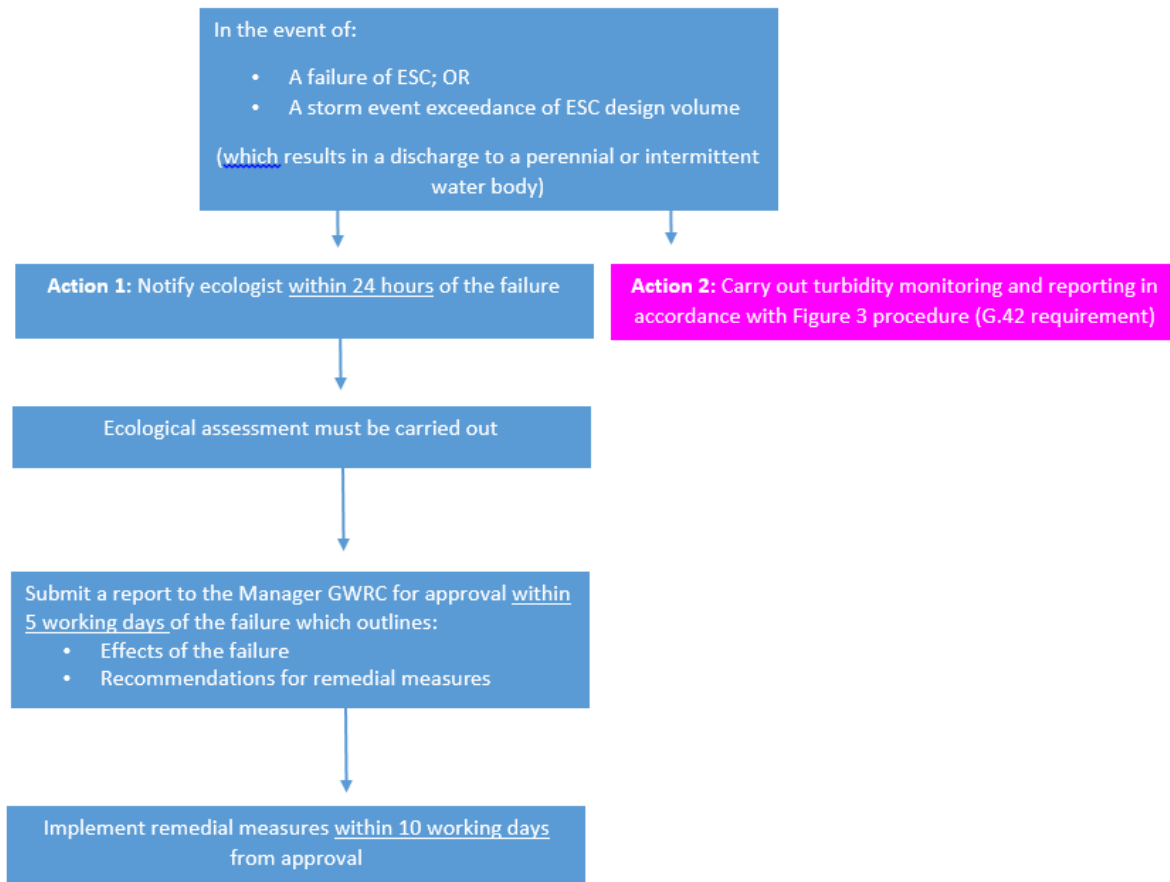 In the event of:
• A failure of ESC; OR
• A storm event exceedance of ESC design volume
(which results in a discharge to a perennial or intermittent
water body)
Action 1: Notify ecologist within 24 hours of the failure
Action 2: Carry out turbidity monitoring and reporting in
accordance with Figure 3 procedure (G.42 requirement)
Ecological assessment must be carried out
Submit a report to the Manager GWRC for approval within
5 working days of the failure which outlines:
• Effects of the failure
• Recommendations for remedial measures
Implement remedial measures within 10 working days
from approval